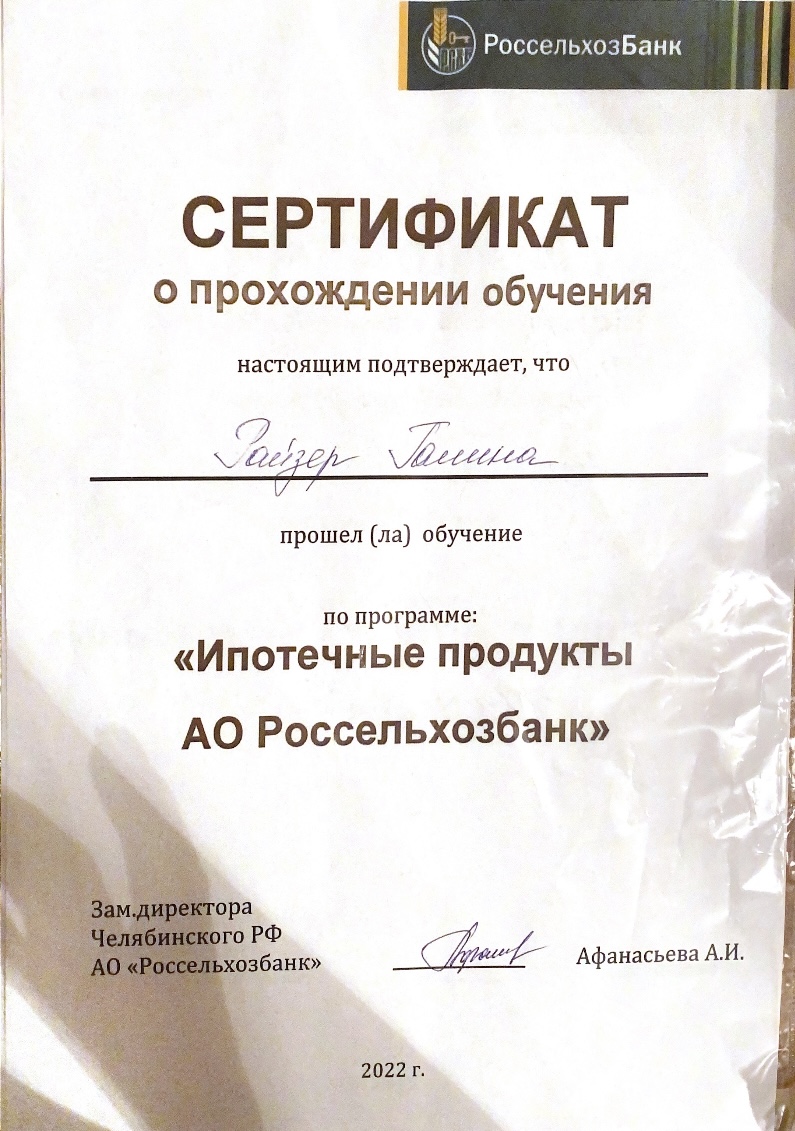 РоссельхозБанк
СЕРТИФИКАТ
о прохождении обучения
настоящим подтверждает, что
Райзер Галина
прошел (ла) обучение
по программе:
«Ипотечные продукты
АО Россельхозбанк»
Зам.директора
Челябинского РФ
АО «Россельхозбанк»
Афанасьева А.И.
2022 г.